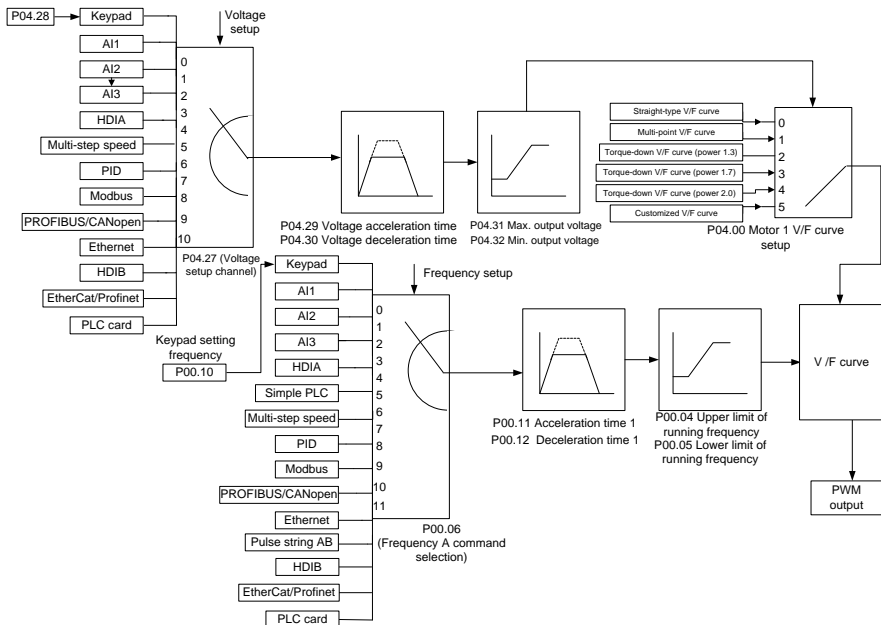 P04.28
Keypad
AI1
AI2
AI3
HDIA
Multi-step speed
PID
Modbus
PROFIBUS/CANopen
Ethernet
HDIB
EtherCat/Profinet
PLC card
Voltage
setup
0
1
2
3
4
5
6
7
8
9
10
P04.27 (Voltage
setup channel)
P04.29 Voltage accleration time
P04.30 Voltage deceleration time
P04.31 Max. output voltage
P04.32 Min. output voltage
Straight-type V/F curve
Multi-point V/F curve
Torque-down V/F curve (power 1.3)
Torque-down V/F curve (power 1.7)
Torque-down V/F curve (power 2.0)
Customized V/F curve
0
1
2
3
4
5
P04.00 Motor 1 V/F curve
setup
Keypad setting
frequency
P00.10
Keypad
AI1
AI2
AI3
HDIA
Simple PLC
Multi-step speed
PID
Modbus
PROFIBUS/CANopen
Ethernet
Pulse string AB
HDIB
EtherCat/Profinet
PLC card
Frequency setup
0
1
2
3
4
5
6
7
8
9
10
11
P00.06
(Frequency A command
selection)
P00.11 Accleration time 1
P00.12 Deceleration time 1
P00.04 Upper limit of
running frequency
P00.05 Lower limit of
running frequency
V /F curve
PWM
output